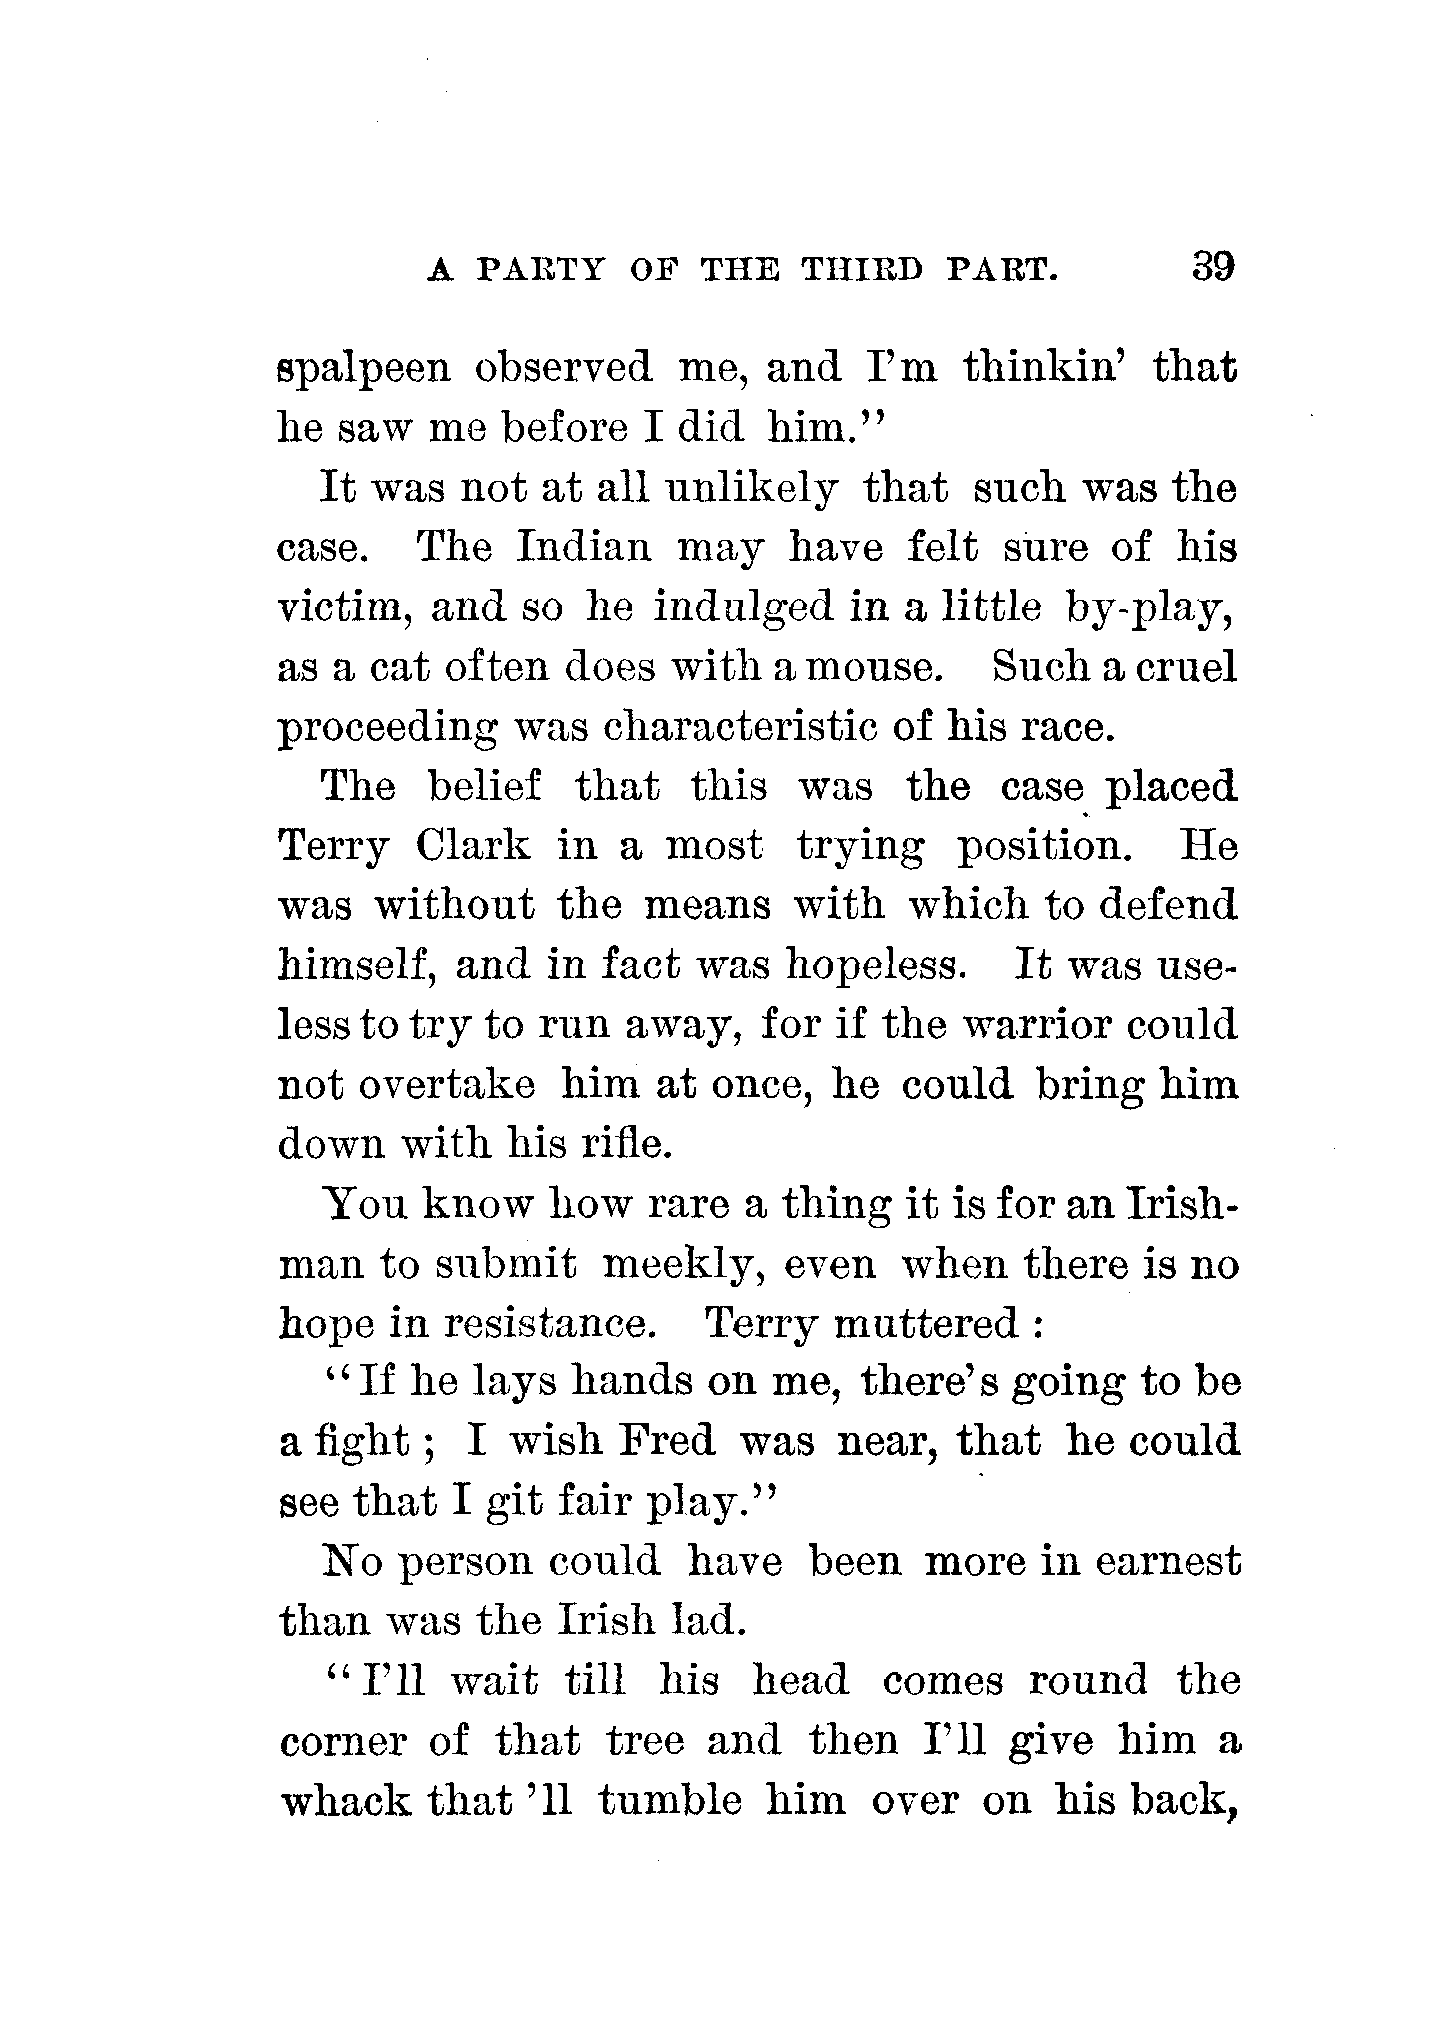 A PARTY OF THE THIRD PART. 39
spalpeen observed me, and I'm thinkin' that
he saw me before I did him."
It was not at all unlikely that such was the
case. The Indian may have felt sure of his
victim, and so he indulged in a little by-play,
as a cat often does with a mouse. Such a cruel
proceeding was characteristic of his race.
The belief that this was the case placed
Terry Clark in a most trying position. He
was without the means with which to defend
himself, and in fact was hopeless. It was use-
less to try to run away, for if the warrior could
not overtake him at once, he could bring him
down with his rifle.
You know how rare a thing it is for an Irish-
man to submit meekly, even when there is no
hope in resistance. Terry muttered :
"If he lays hands on me, there's going to be
a fight ; I wish Fred was near, that he could
see that I git fair play."
No person could have been more in earnest
than was the Irish lad.
"I'll wait till his head comes round the
corner of that tree and then I'll give him a
whack that 'll tumble him over on his back,